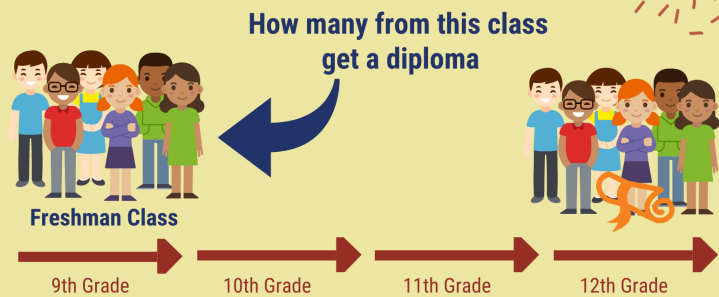 How many from this class
get a diploma
Freshman Class
9th Grade
10th Grade
11th Grade
12th Grade